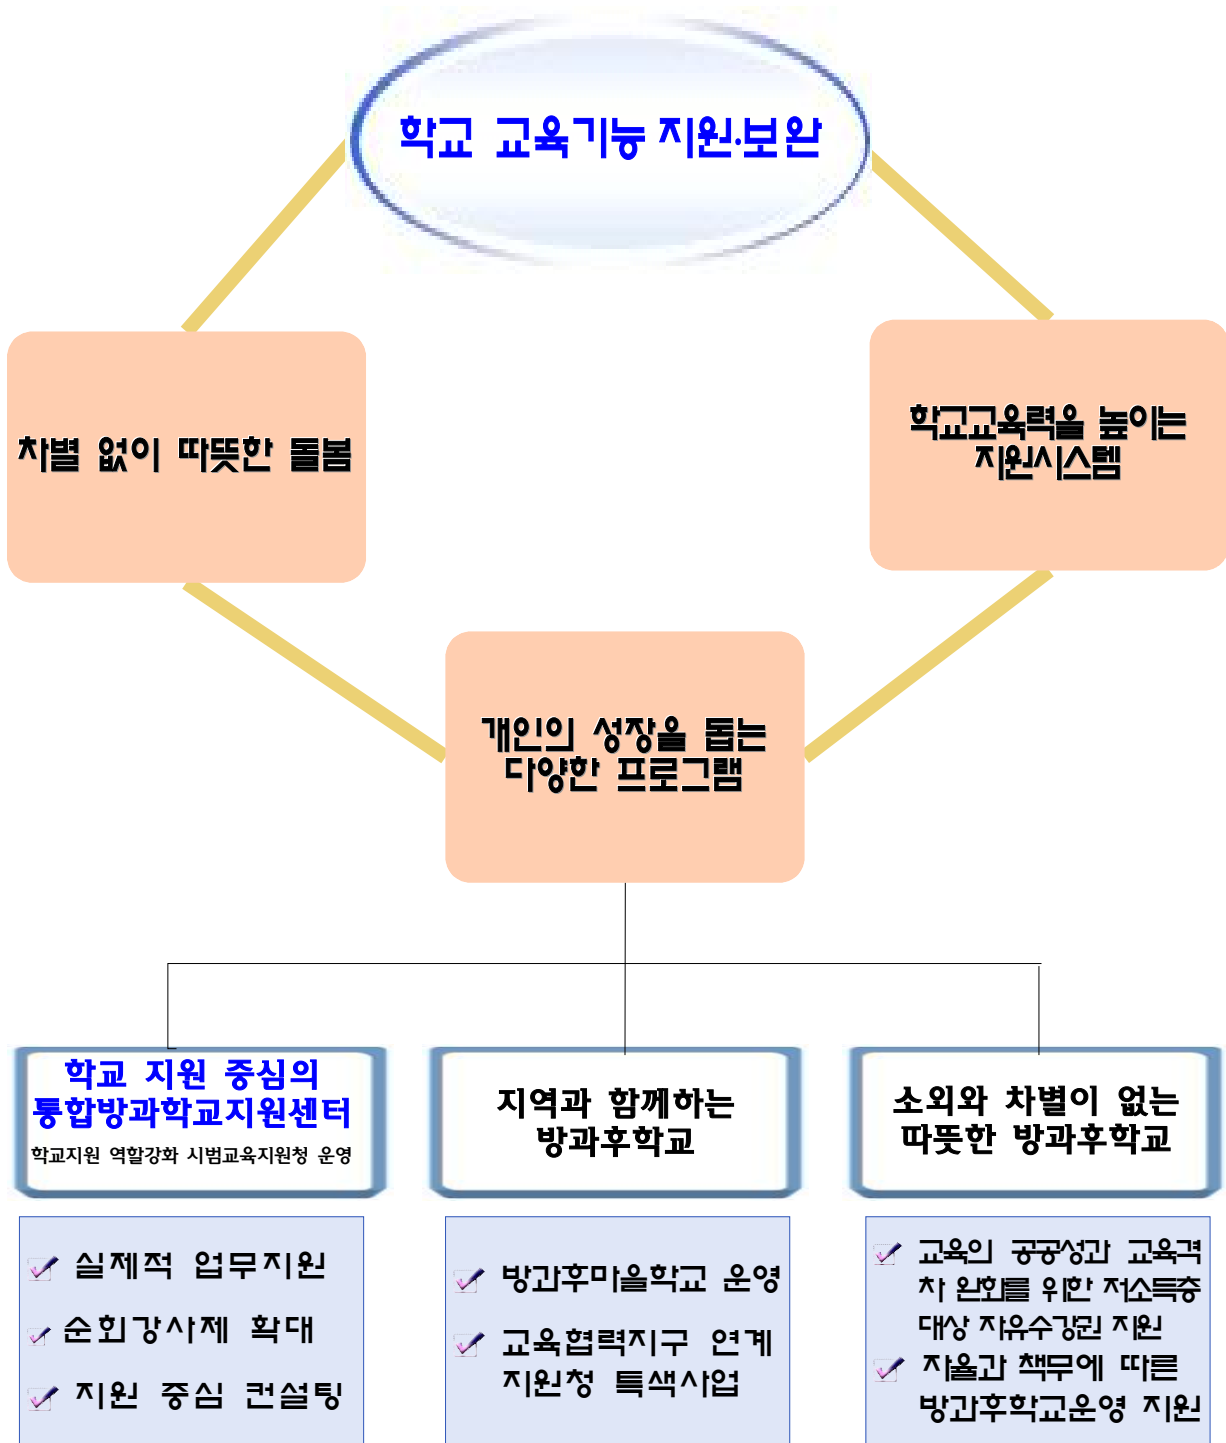 학교 교육기능 지원·보완
차별 없이 따뜻한 돌봄
학교교육력을 높이는
지원시스템
개인의 성장을 돕는
다양한 프로그램
학교 지원 중심의
통합방과학교지원센터
학교지원 역할강화 시범교육지원청 운영
지역과 함께하는
방과후학교
소외와 차별이 없는
따뜻한 방과후학교
실제적 업무지원
순회강사제 확대
지원 중심 컨설팅
방과후마을학교 운영
교육협력지구 연계
지원청 특색사업
교육의 공공성과 교육격
차 완화를 위한 저소득층
대상 자유수강권 지원
자율과 책무에 따른
방과후학교운영 지원